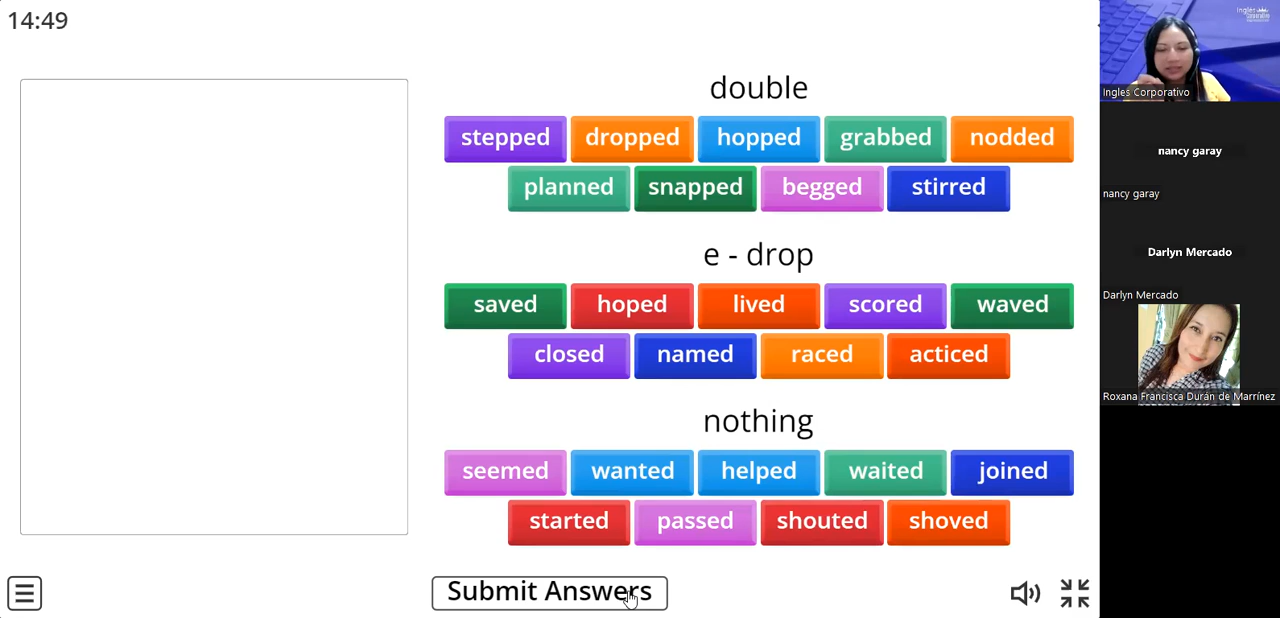 14:49
double
stepped dropped hopped grabbed nodded
planned snapped begged stirred
e - drop
saved hoped lived scored waved
closed named raced acticed
nothing
seemed wanted helped waited joined
started passed shouted shoved
Submit Answers
Ingles Corporativo
nancy garay
nancy garay
Darlyn Mercado
Darlyn Mercado
Roxana Francisca Durán de Marrínez